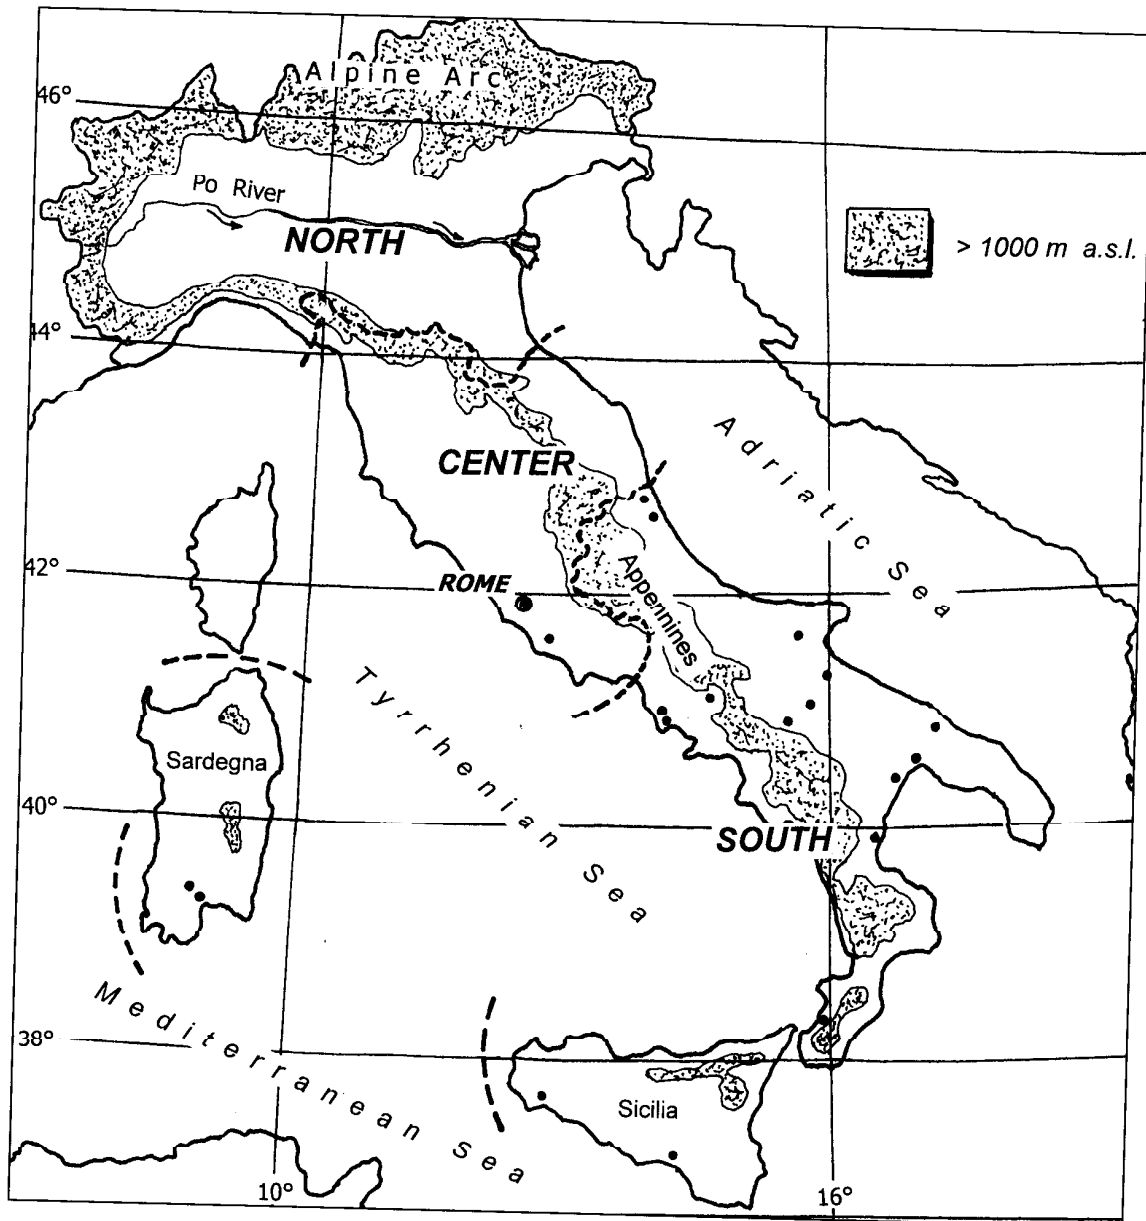 Alpine Arc
46°
Po River
NORTH
> 1000 m a.s.l.
44°
Adriatic Sea
CENTER
42°
ROME
Appennines
Tyrrhenian Sea
Sardegna
40°
SOUTH
Mediterranean Sea
38°
Sicilia
10°
16°